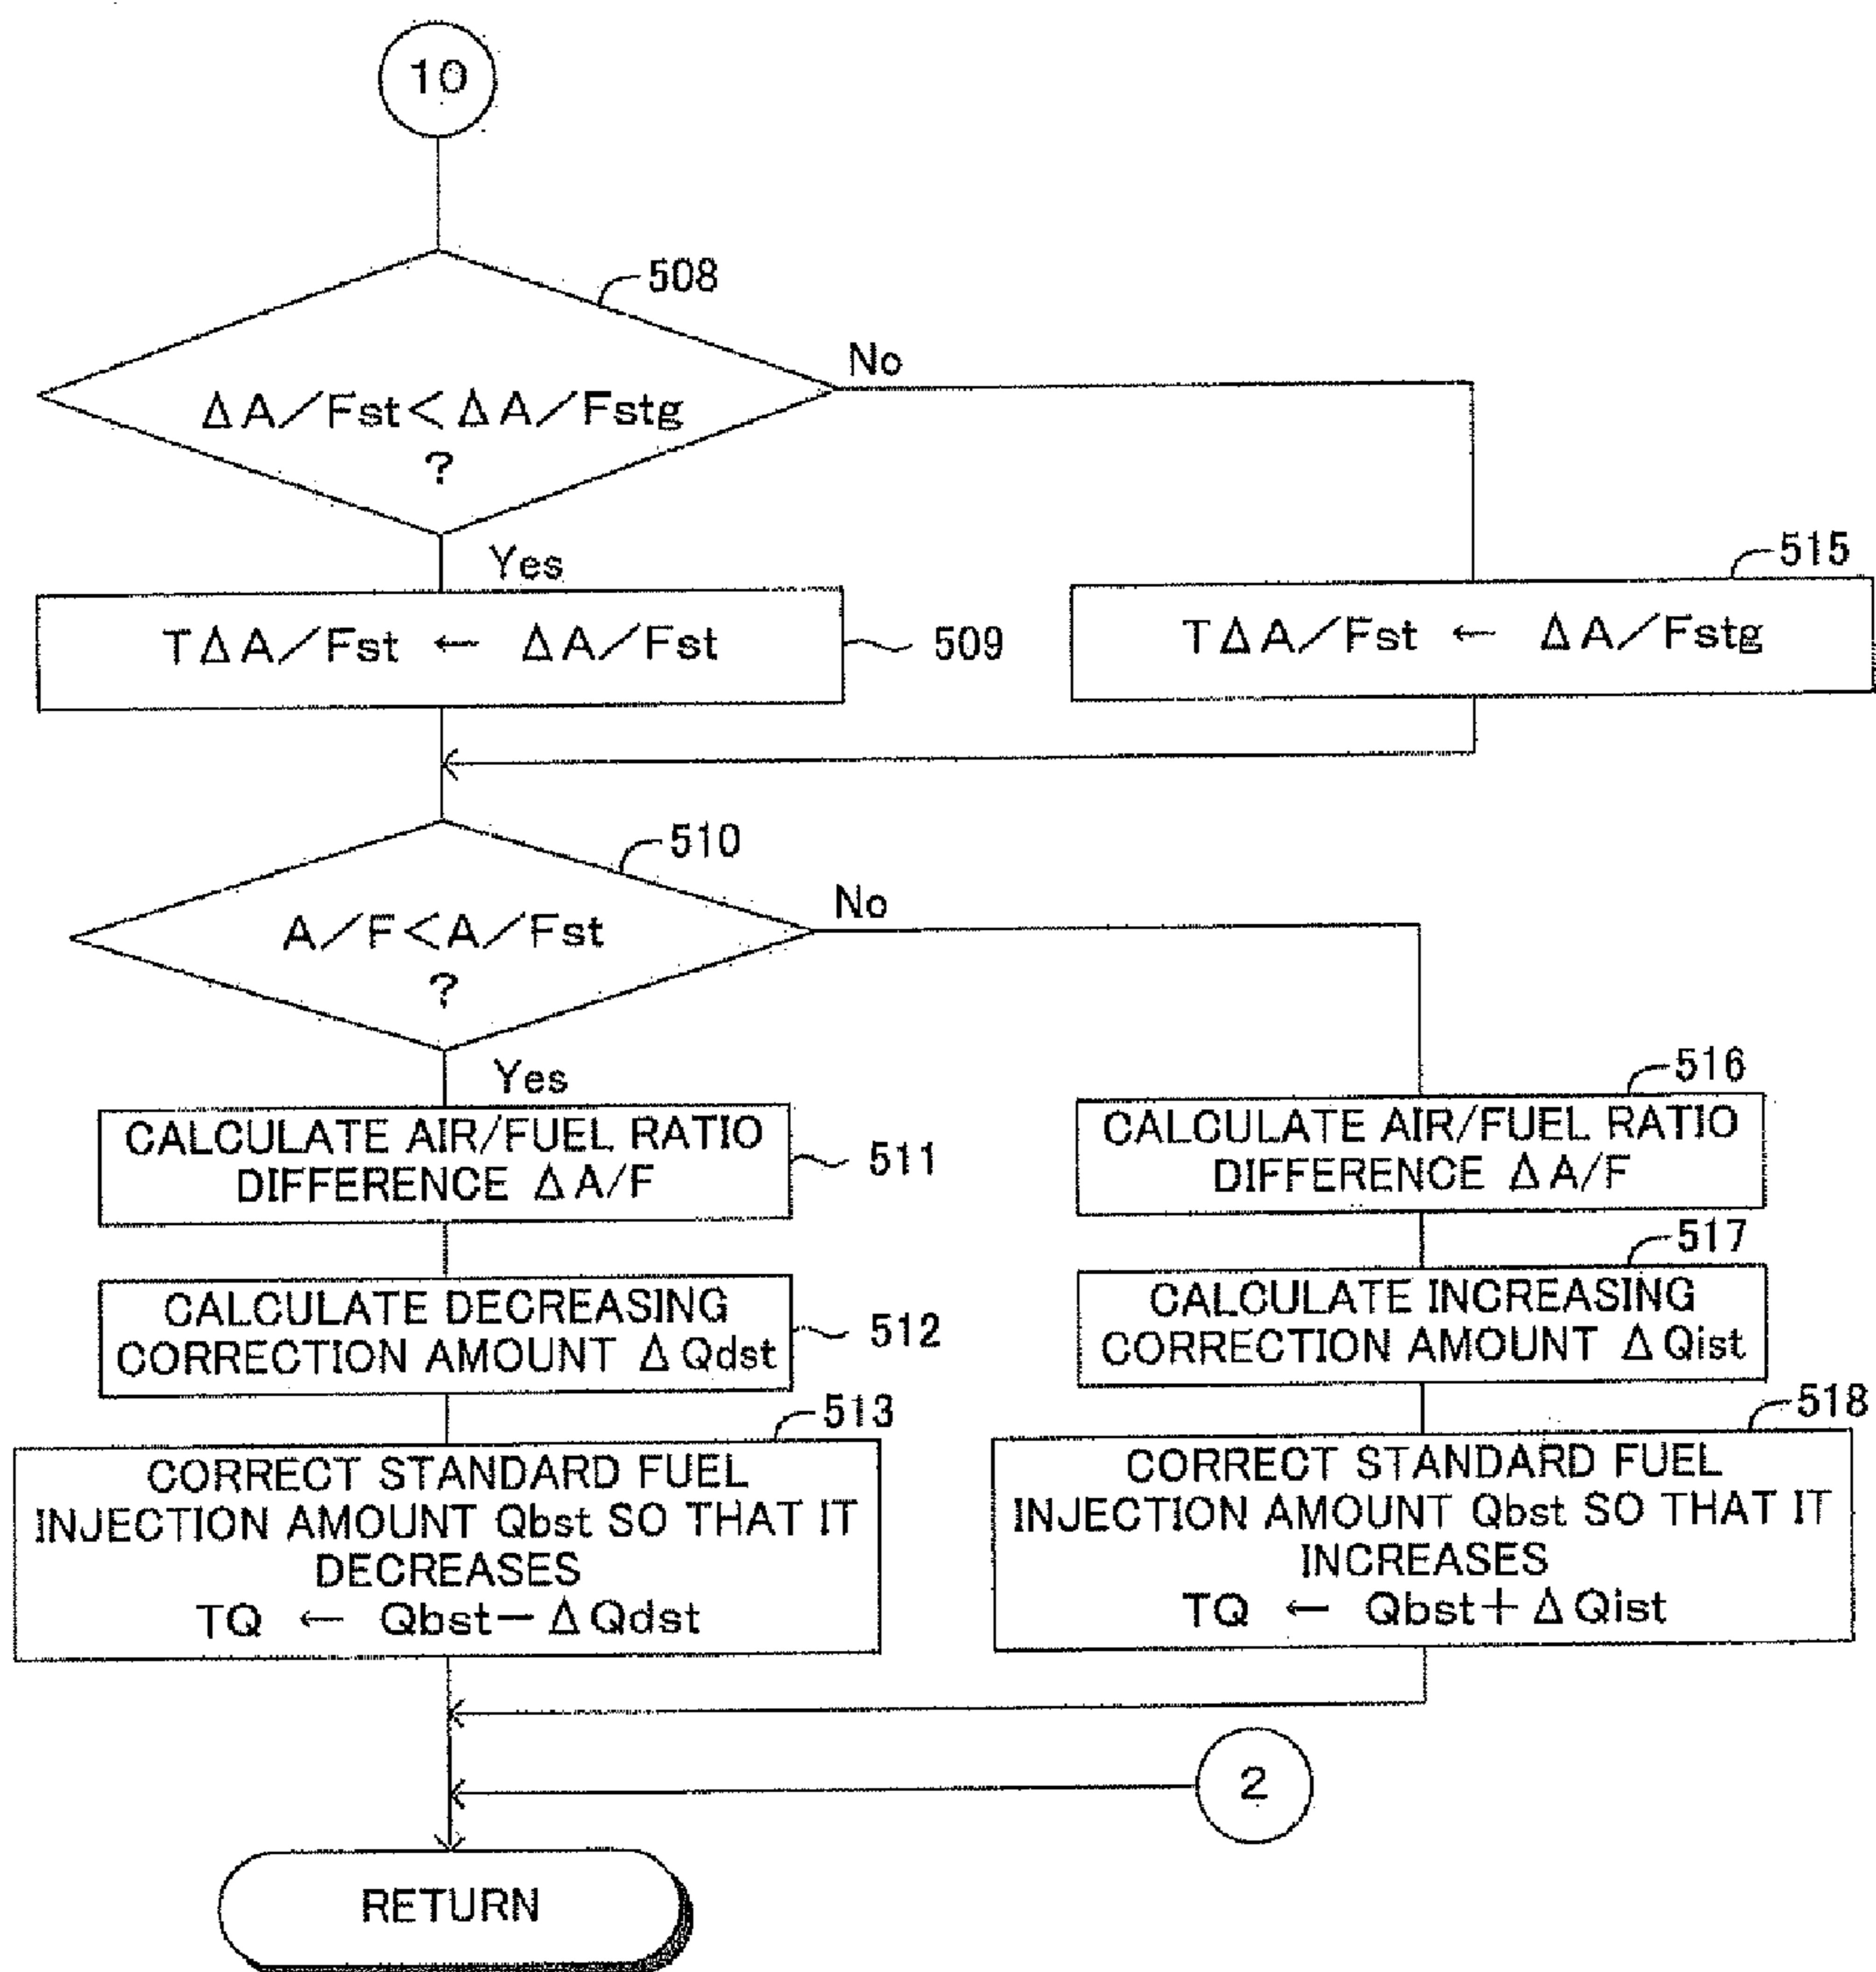 10
508
No
ΔA/Fst<ΔA/Fstg
?
Yes
515
TΔA/Fst ← ΔA/Fst
509
TΔA/Fst ← ΔA/Fstg
510
No
A/F<A/Fst
?
Yes
516
CALCULATE AIR/FUEL RATIO
DIFFERENCE ΔA/F
511
CALCULATE AIR/FUEL RATIO
DIFFERENCE ΔA/F
517
CALCULATE DECREASING
CORRECTION AMOUNT ΔQdst
512
CALCULATE INCREASING
CORRECTION AMOUNT ΔQist
513
518
CORRECT STANDARD FUEL
INJECTION AMOUNT Qbst SO THAT IT
DECREASES
TQ ← Qbst−ΔQdst
CORRECT STANDARD FUEL
INJECTION AMOUNT Qbst SO THAT IT
INCREASES
TQ ← Qbst+ΔQist
2
RETURN